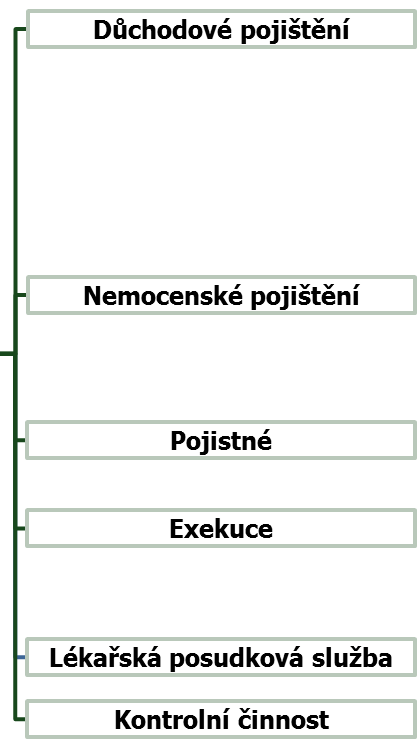 Důchodové pojištění
Nemocenské pojištění
Pojistné
Exekuce
Lékařská posudková služba
Kontrolní činnost